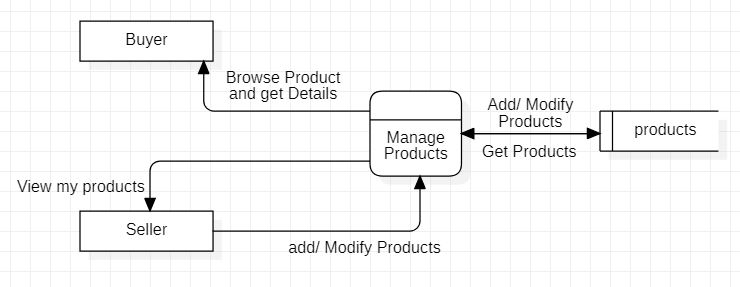 Buyer
Browse Product
and get Details
Add/ Modify
Products
products
Manage
Products
Get Products
View my products
Seller
add/ Modify Products